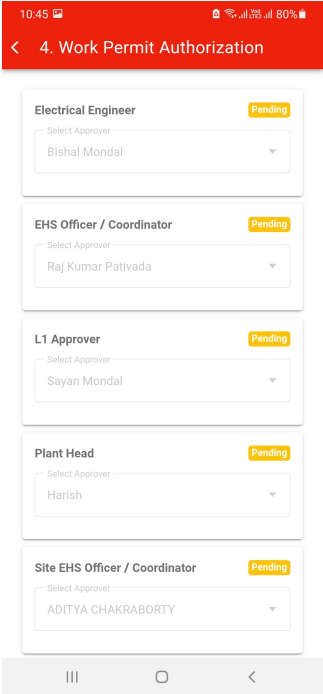 10:45 80%
4. Work Permit Authorization
Electrical Engineer Pending
Select Approver
Bishal Mondal
EHS Officer / Coordinator Pending
Select Approver
Raj Kumar Pativada
L1 Approver Pending
Select Approver
Sayan Mondal
Plant Head Pending
Select Approver
Harish
Site EHS Officer / Coordinator Pending
Select Approver
ADITYA CHAKRABORTY